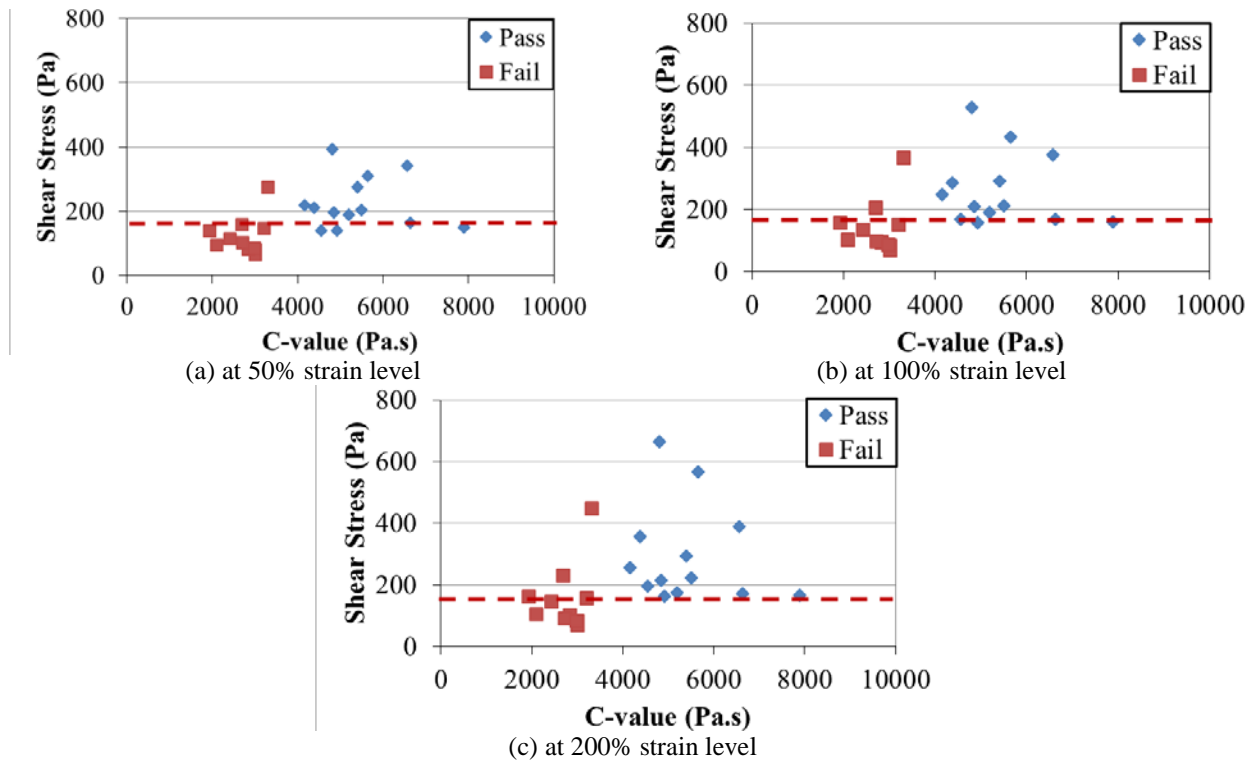 800
600
400
200
0
Shear Stress (Pa)
Pass
Fail
0 2000 4000 6000 8000 10000
C-value (Pa.s)
(a) at 50% strain level
800
600
400
200
0
Shear Stress (Pa)
Pass
Fail
0 2000 4000 6000 8000 10000
C-value (Pa.s)
(b) at 100% strain level
800
600
400
200
0
Shear Stress (Pa)
Pass
Fail
0 2000 4000 6000 8000 10000
C-value (Pa.s)
(c) at 200% strain level